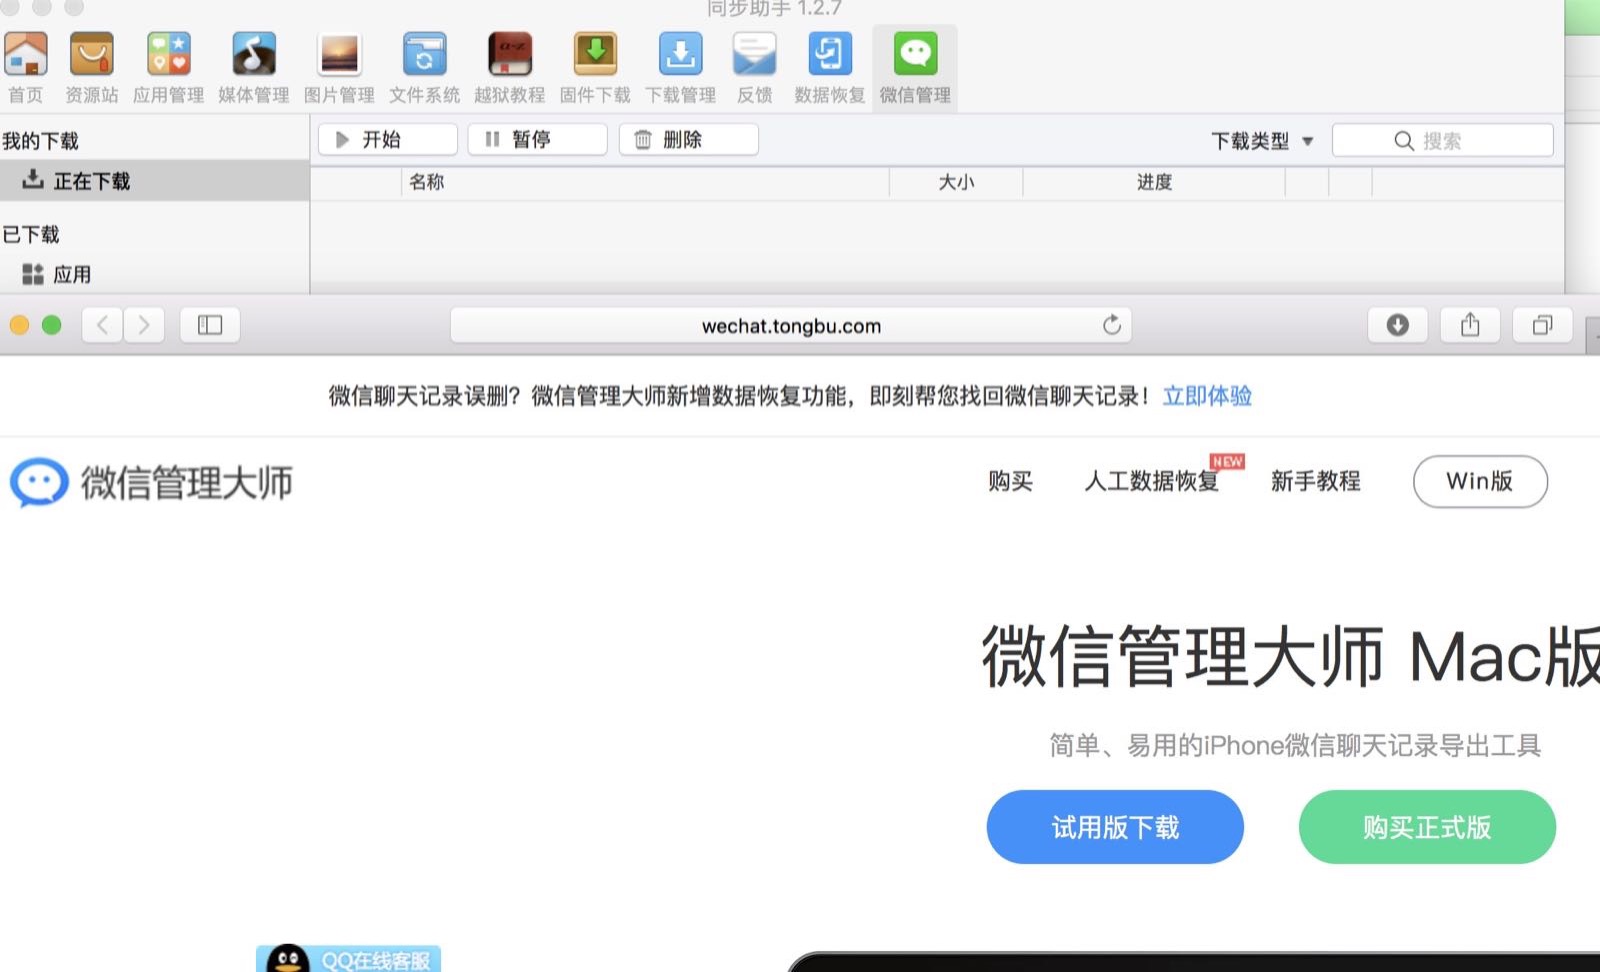 同步助手 1.2.7
首页 资源站 应用管理 媒体管理 图片管理 文件系统 越狱教程 固件下载 下载管理 反馈 数据恢复 微信管理
a-z
我的下载
开始 暂停 删除 下载类型 搜索
正在下载
名称 大小 进度
已下载
应用
wechat.tongbu.com
微信聊天记录误删？微信管理大师新增数据恢复功能，即刻帮您找回微信聊天记录！立即体验
微信管理大师 购买 人工数据恢复 NEW 新手教程 Win版
微信管理大师 Mac版
简单、易用的iPhone微信聊天记录导出工具
试用版下载 购买正式版
QQ在线客服